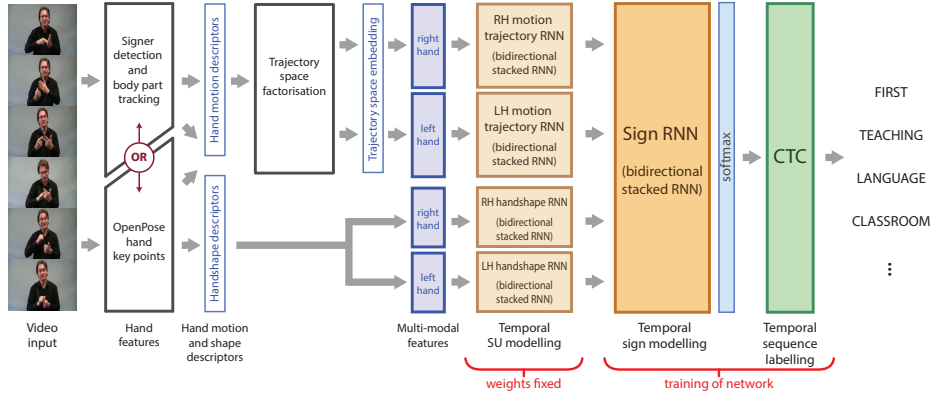 Signer
detection
and
body part
tracking
OR
OpenPose
hand
key points
Hand motion descriptors
Handshape descriptors
Trajectory
space
factorisation
Trajectory space embedding
right
hand
left
hand
right
hand
left
hand
RH motion
trajectory RNN
(bidirectional
stacked RNN)
LH motion
trajectory RNN
(bidirectional
stacked RNN)
RH handshape RNN
(bidirectional
stacked RNN)
LH handshape RNN
(bidirectional
stacked RNN)
Sign RNN
(bidirectional
stacked RNN)
softmax
CTC
FIRST
TEACHING
LANGUAGE
CLASSROOM
...
Video
input
Hand
features
Hand motion
and shape
descriptors
Multi-modal
features
Temporal
SU modelling
Temporal
sign modelling
Temporal
sequence
labelling
weights fixed
training of network